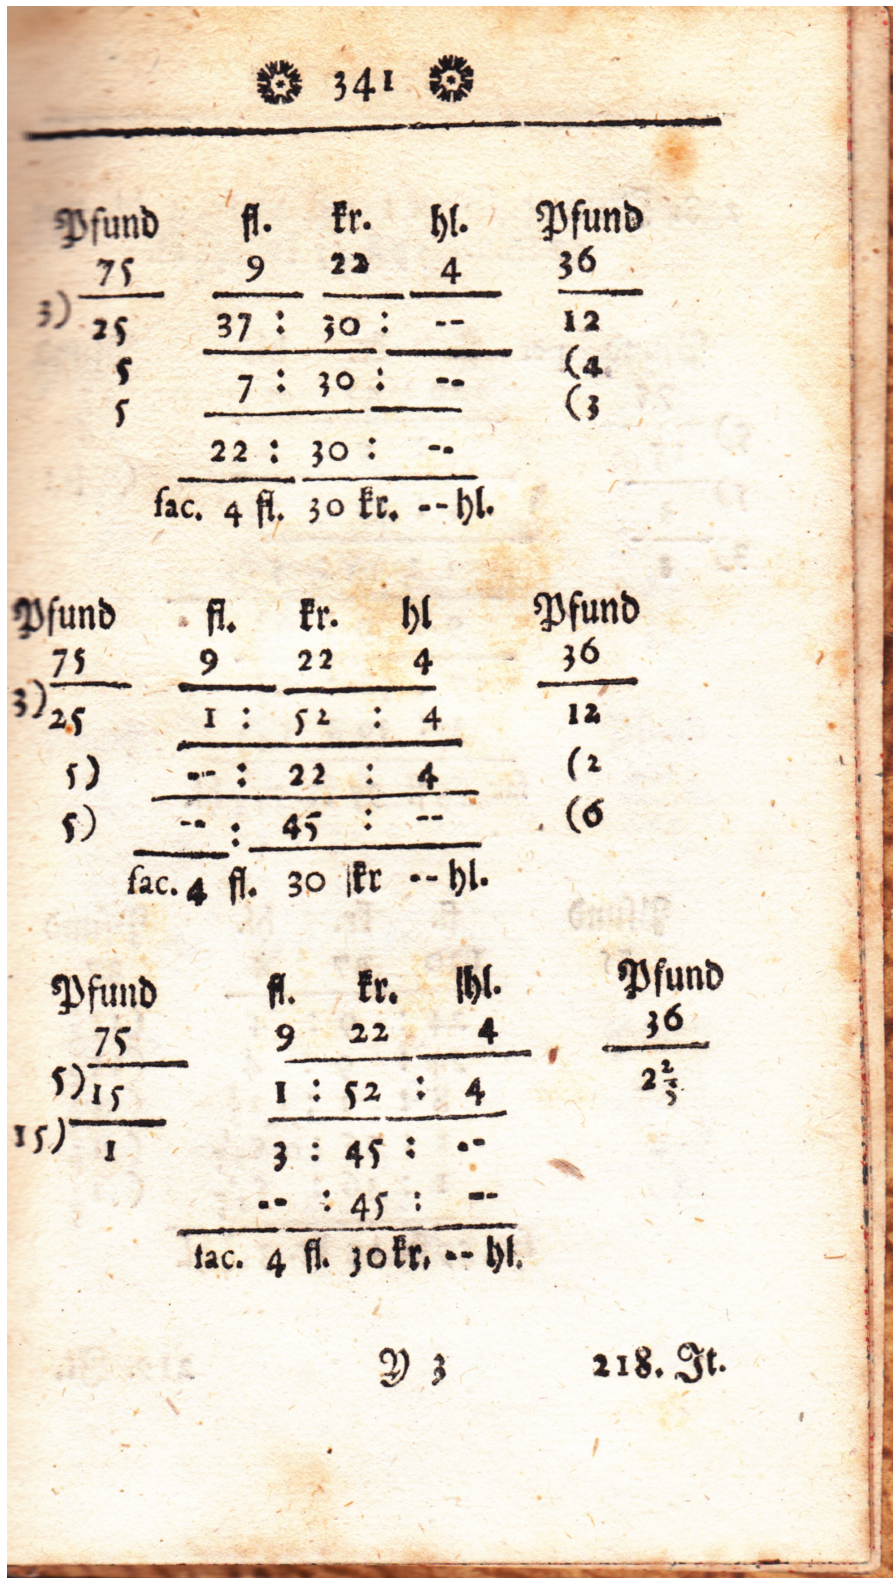 341
Pfund fl. kr. hl. Pfund
75 9 22 4 36
3) 25 37 : 30 : -- 12
5 7 : 30 : -- (4
5 (3
22 : 30 : --
fac. 4 fl. 30 kr. -- hl.
Pfund fl. kr. hl Pfund
75 9 22 4 36
3) 25 1 : 52 : 4 12
5) -- : 22 : 4 (2
5) -- : 45 : -- (6
fac. 4 fl. 30 kr -- hl.
Pfund fl. kr. hl. Pfund
75 9 22 4 36
5) 15 1 : 52 : 4 2 2/5
15) 1 3 : 45 : --
-- : 45 : --
fac. 4 fl. 30 kr. -- hl.
Y 3 218. It.